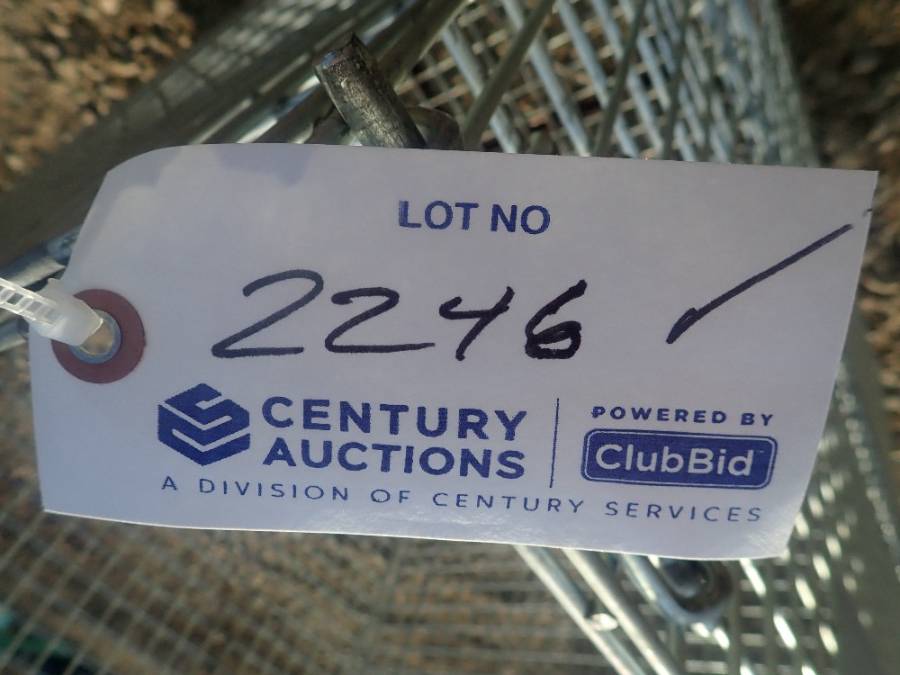 LOT NO
2246 ✓
CENTURY
AUCTIONS
POWERED BY
ClubBid
A DIVISION OF CENTURY SERVICES